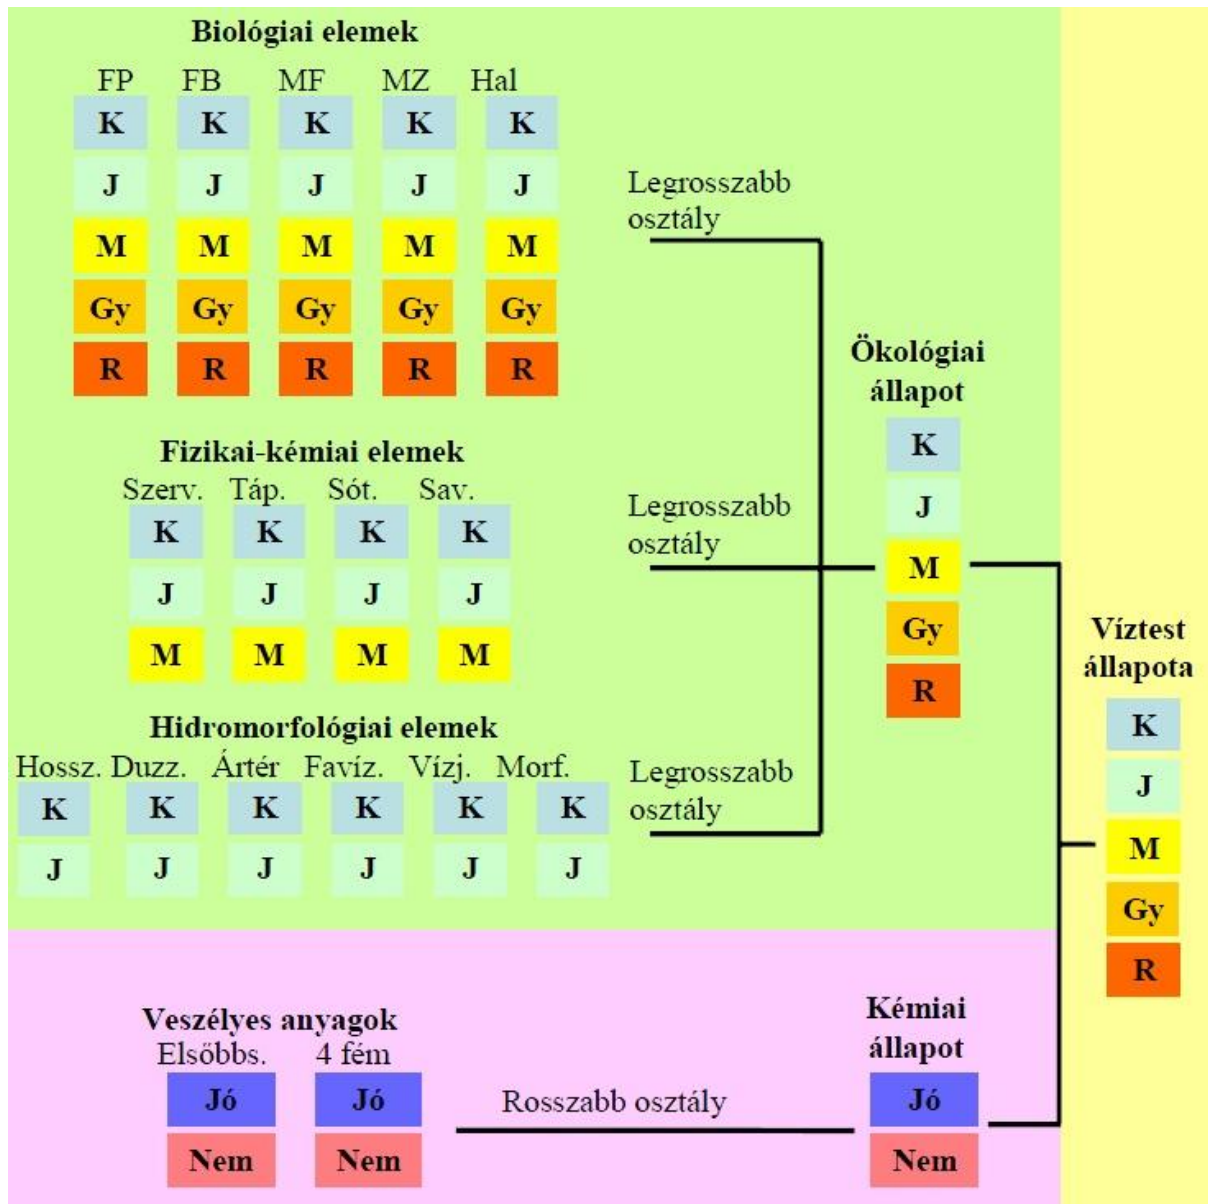 Biológiai elemek
FP FB MF MZ Hal
K K K K K
J J J J J
M M M M M
Gy Gy Gy Gy Gy
R R R R R
Legrosszabb
osztály
Fizikai-kémiai elemek
Szerv. Táp. Sót. Sav.
K K K K
J J J J
M M M M
Legrosszabb
osztály
Hidromorfológiai elemek
Hossz. Duzz. Ártér Favíz. Vízj. Morf.
K K K K K K
J J J J J J
Legrosszabb
osztály
Ökológiai
állapot
K
J
M
Gy
R
Veszélyes anyagok
Elsőbbs. 4 fém
Jó Jó
Nem Nem
Rosszabb osztály
Kémiai
állapot
Jó
Nem
Víztest
állapota
K
J
M
Gy
R